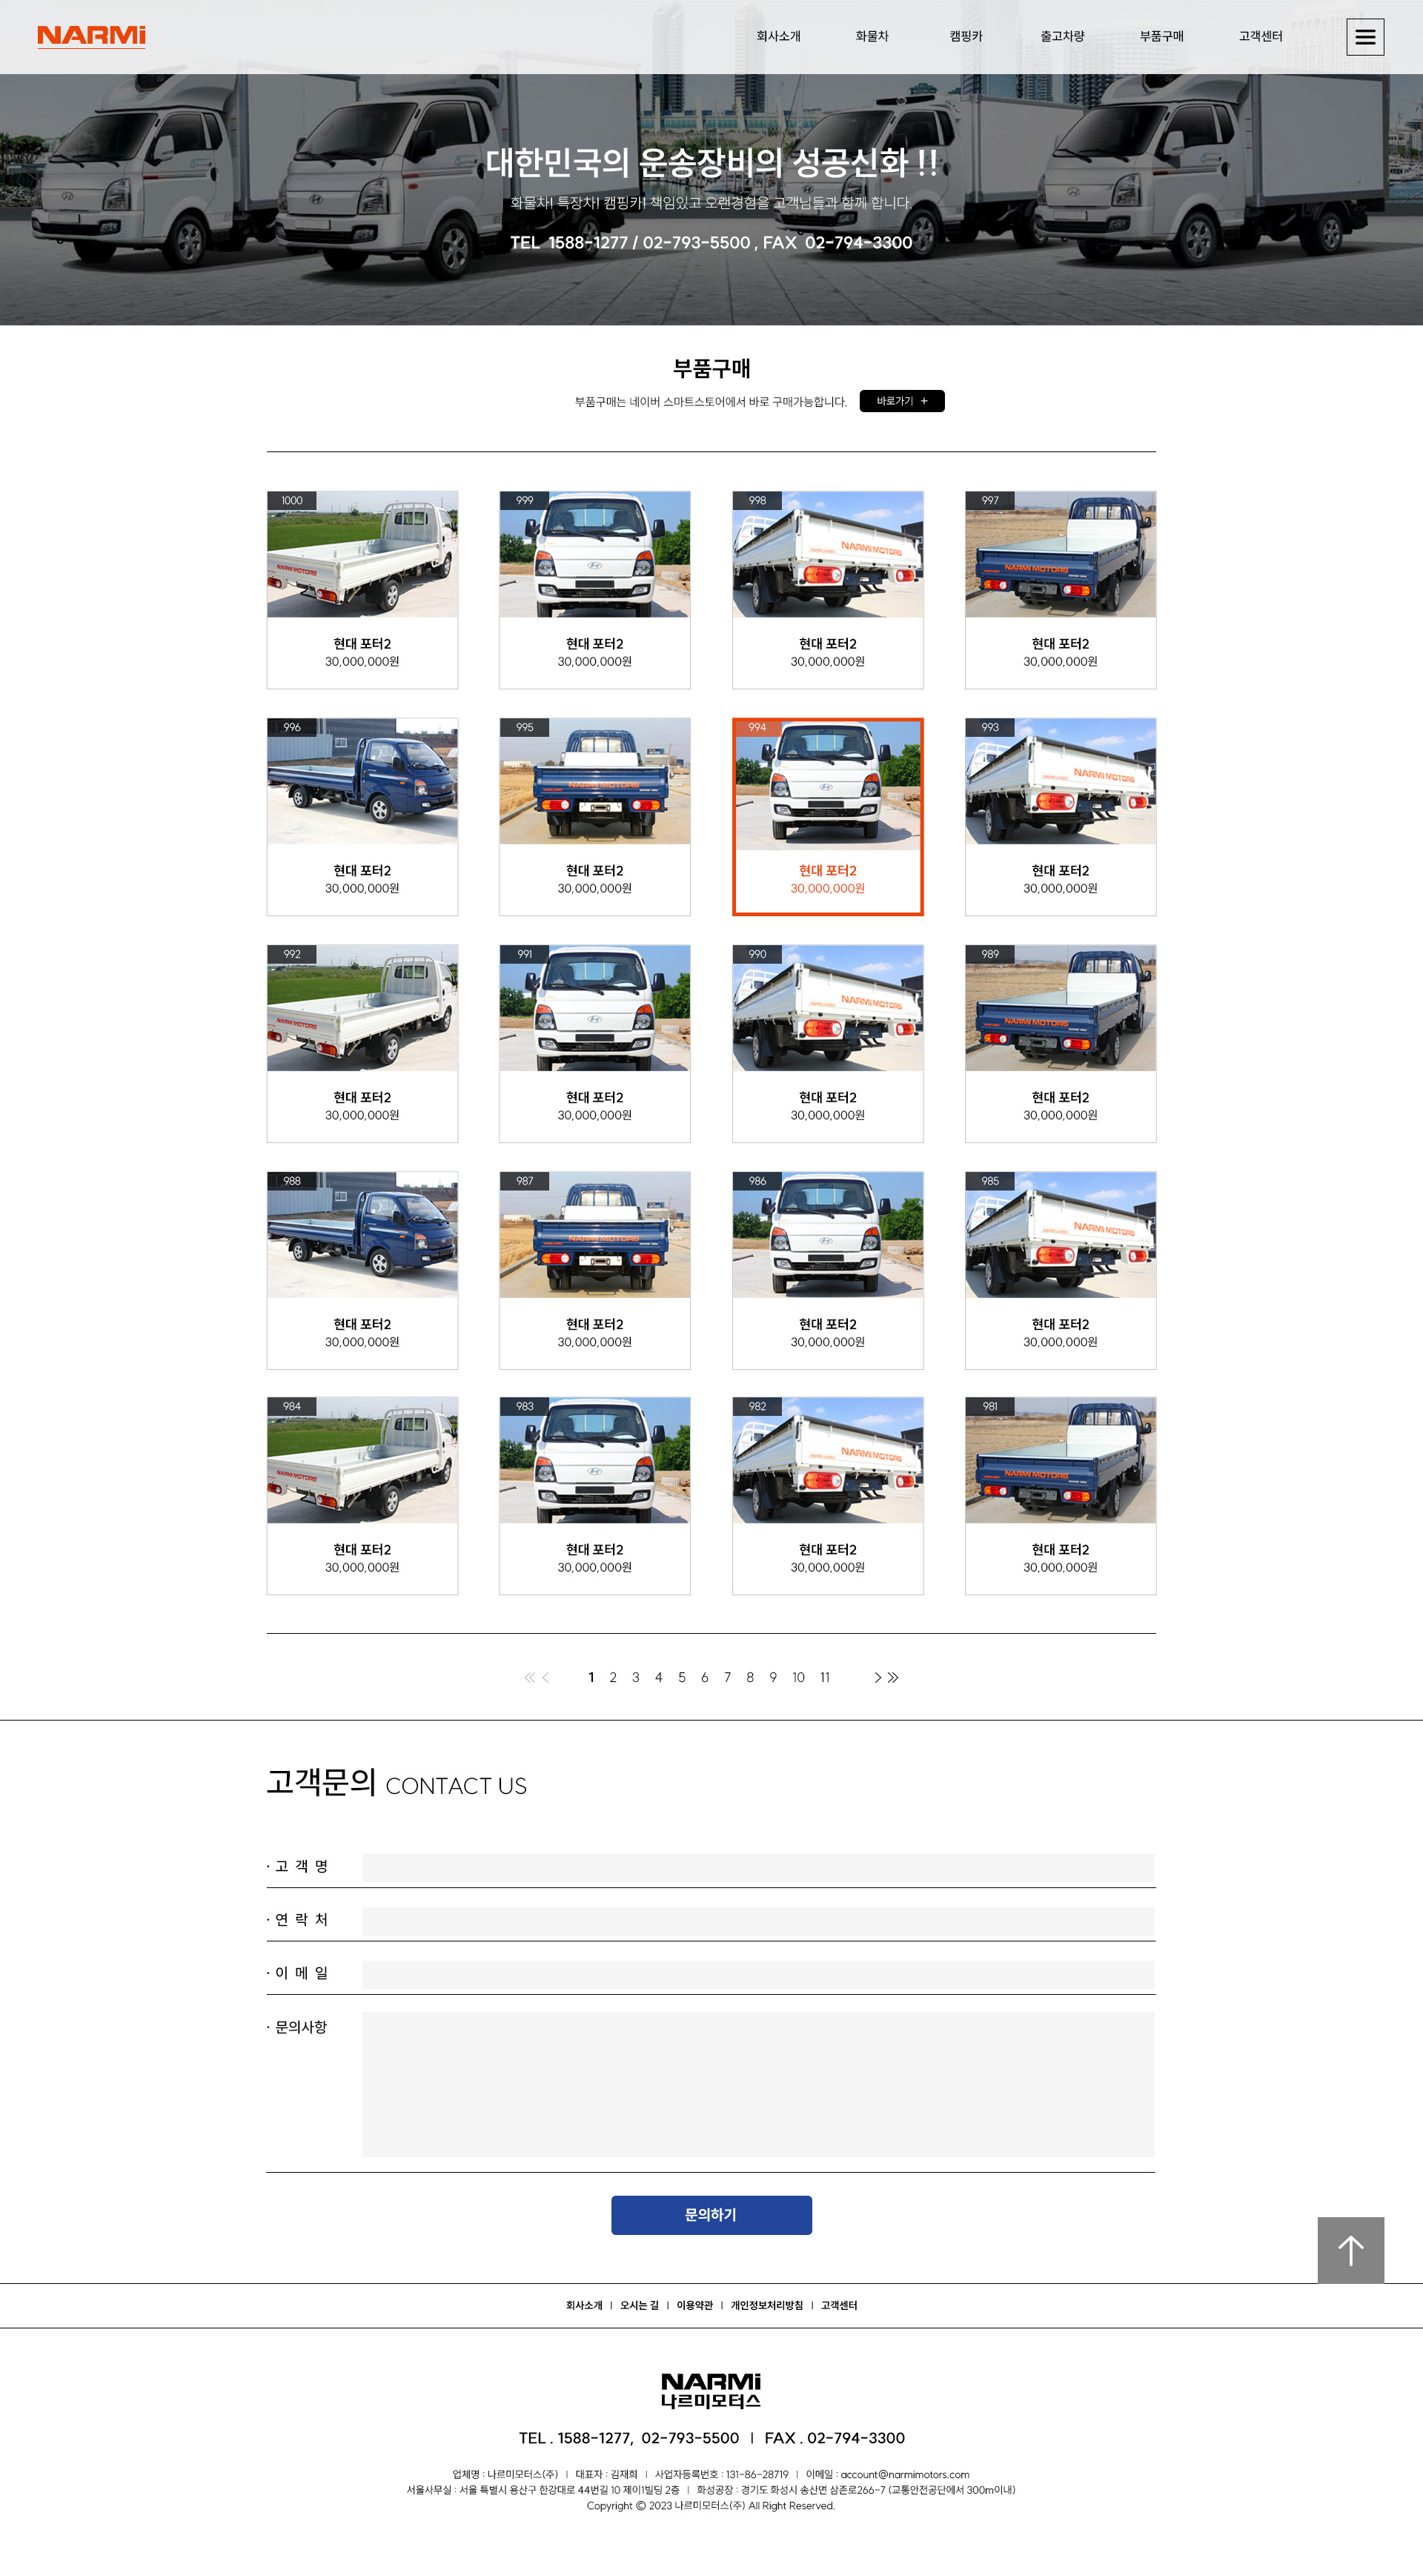 NARMi
회사소개 화물차 캠핑카 출고차량 부품구매 고객센터
대한민국의 운송장비의 성공신화 !!
화물차! 특장차! 캠핑카! 책임있고 오랜경험을 고객님들과 함께 합니다.
TEL 1588-1277 / 02-793-5500 , FAX 02-794-3300
부품구매
부품구매는 네이버 스마트스토어에서 바로 구매가능합니다. 바로가기 +
1000 999 998 997
NARMI MOTORS NARMI MOTORS NARMI MOTORS
현대 포터2 현대 포터2 현대 포터2 현대 포터2
30,000,000원 30,000,000원 30,000,000원 30,000,000원
996 995 994 993
NARMI MOTORS NARMI MOTORS
현대 포터2 현대 포터2 현대 포터2 현대 포터2
30,000,000원 30,000,000원 30,000,000원 30,000,000원
992 991 990 989
NARMI MOTORS NARMI MOTORS NARMI MOTORS
현대 포터2 현대 포터2 현대 포터2 현대 포터2
30,000,000원 30,000,000원 30,000,000원 30,000,000원
988 987 986 985
NARMI MOTORS NARMI MOTORS
현대 포터2 현대 포터2 현대 포터2 현대 포터2
30,000,000원 30,000,000원 30,000,000원 30,000,000원
984 983 982 981
NARMI MOTORS NARMI MOTORS NARMI MOTORS
현대 포터2 현대 포터2 현대 포터2 현대 포터2
30,000,000원 30,000,000원 30,000,000원 30,000,000원
1 2 3 4 5 6 7 8 9 10 11
고객문의 CONTACT US
· 고 객 명
· 연 락 처
· 이 메 일
· 문의사항
문의하기
회사소개 | 오시는 길 | 이용약관 | 개인정보처리방침 | 고객센터
NARMi
나르미모터스
TEL . 1588-1277, 02-793-5500 | FAX . 02-794-3300
업체명 : 나르미모터스(주) | 대표자 : 김재희 | 사업자등록번호 : 131-86-28719 | 이메일 : account@narmimotors.com
서울사무실 : 서울 특별시 용산구 한강대로 44번길 10 제이1빌딩 2층 | 화성공장 : 경기도 화성시 송산면 삼존로266-7 (교통안전공단에서 300m이내)
Copyright © 2023 나르미모터스(주) All Right Reserved.